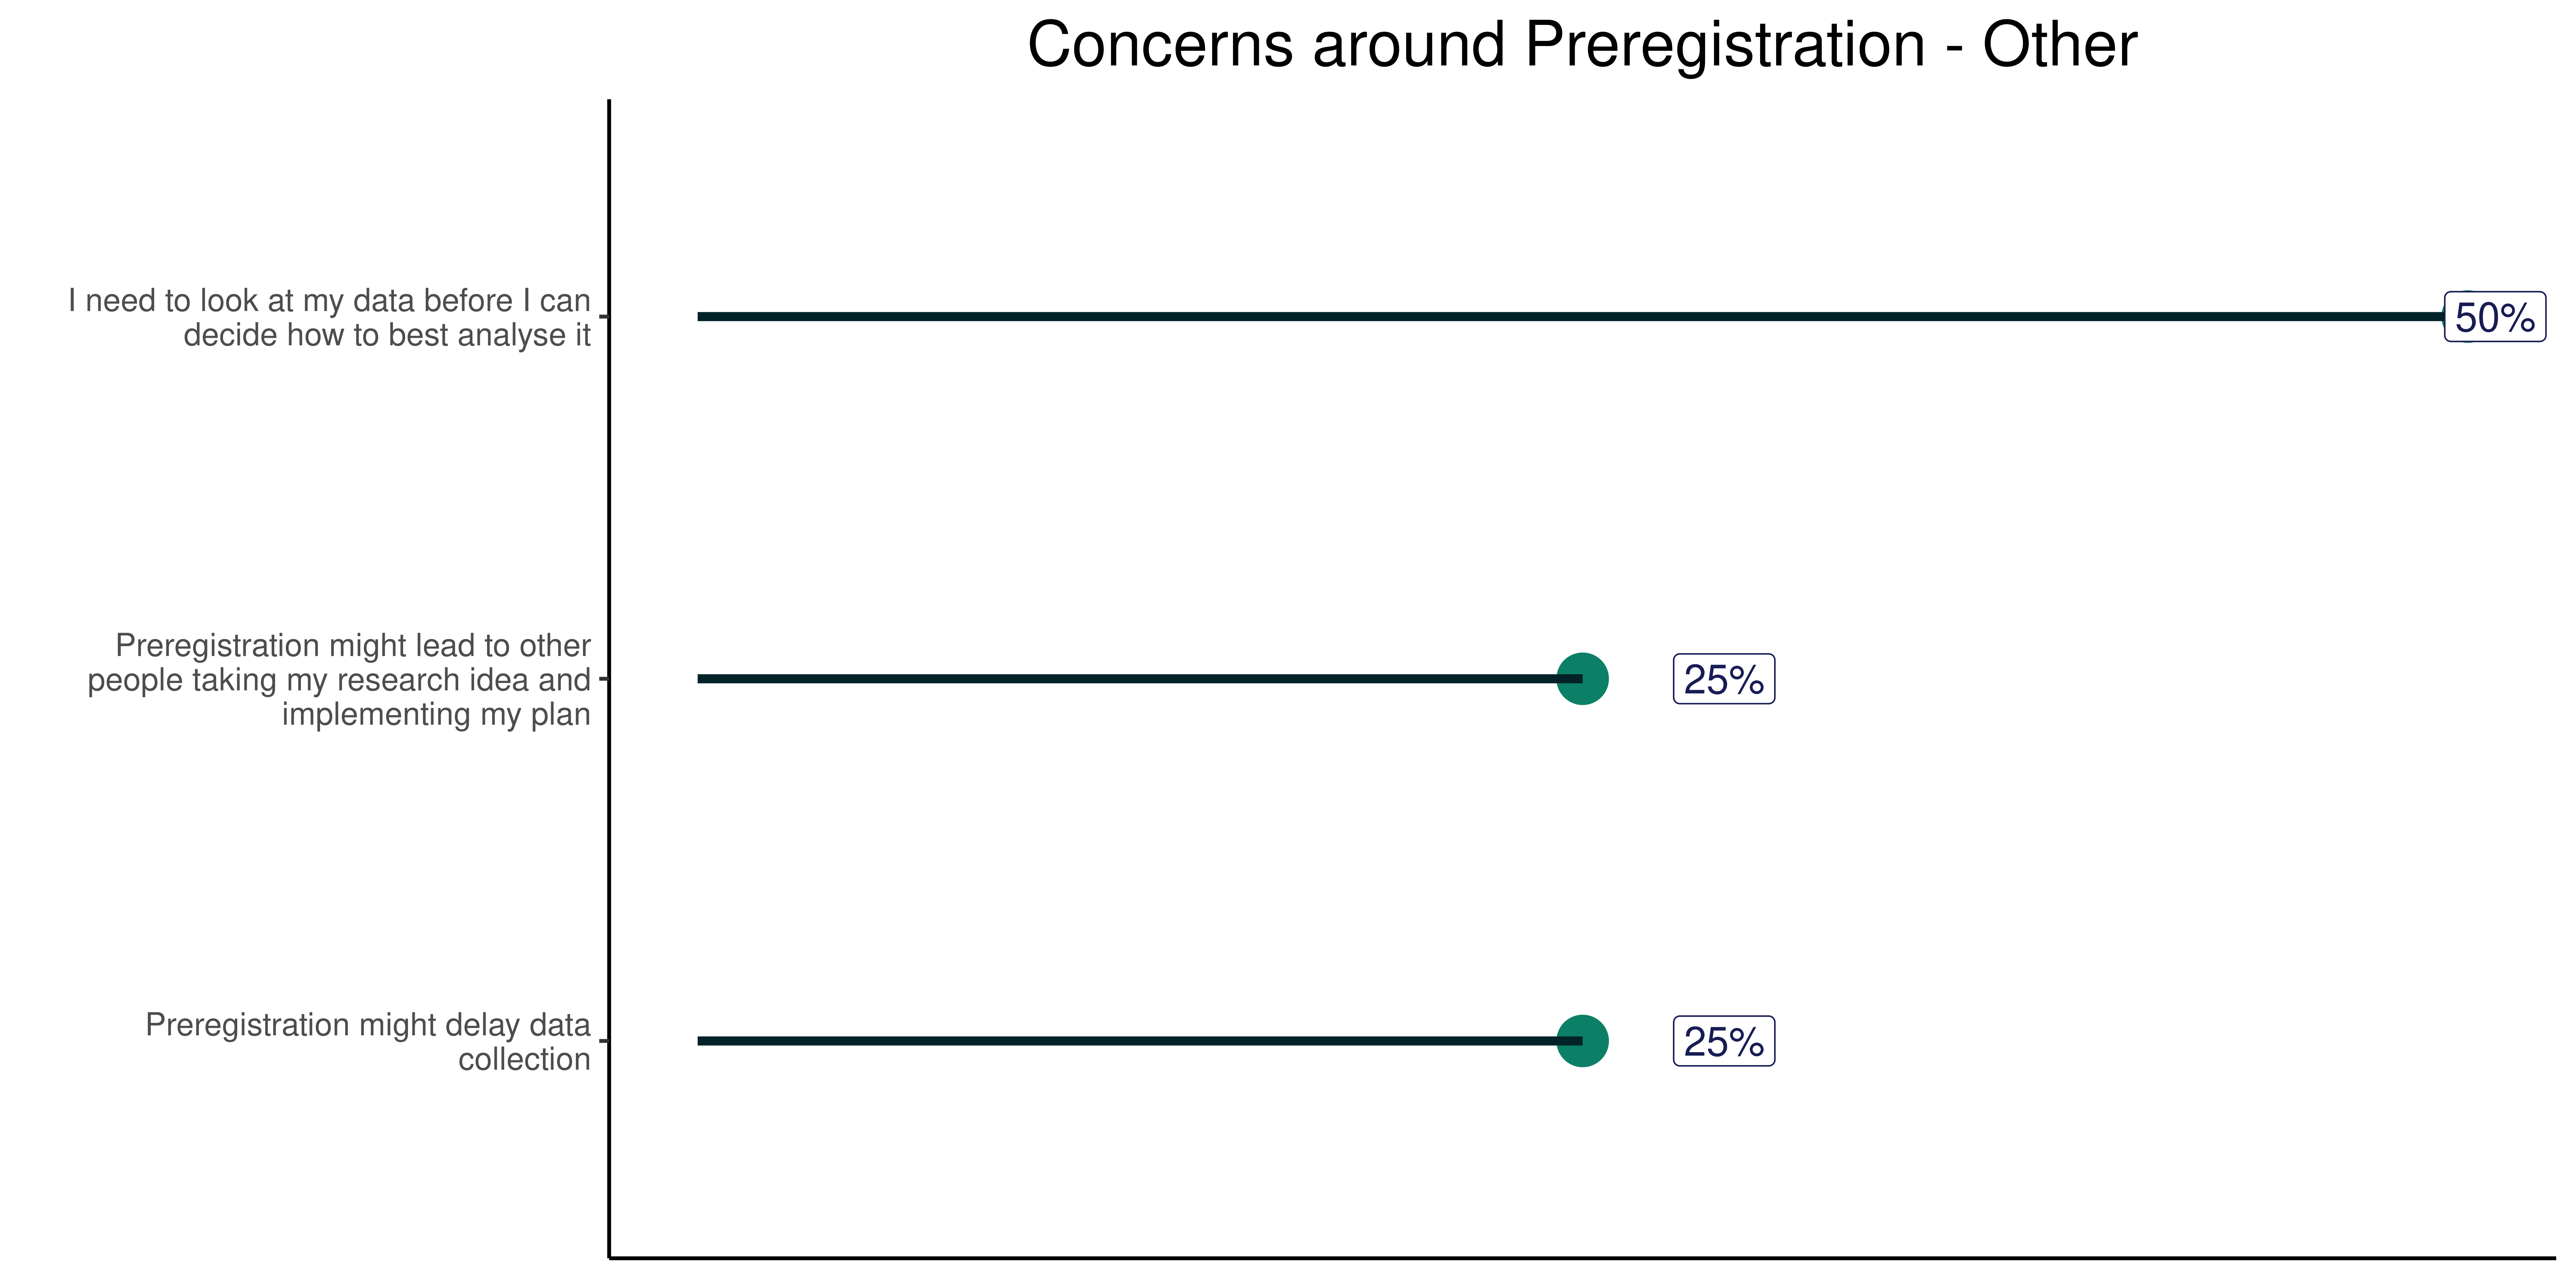 Concerns around Preregistration - Other
I need to look at my data before I can
decide how to best analyse it
50%
Preregistration might lead to other
people taking my research idea and
implementing my plan
25%
Preregistration might delay data
collection
25%